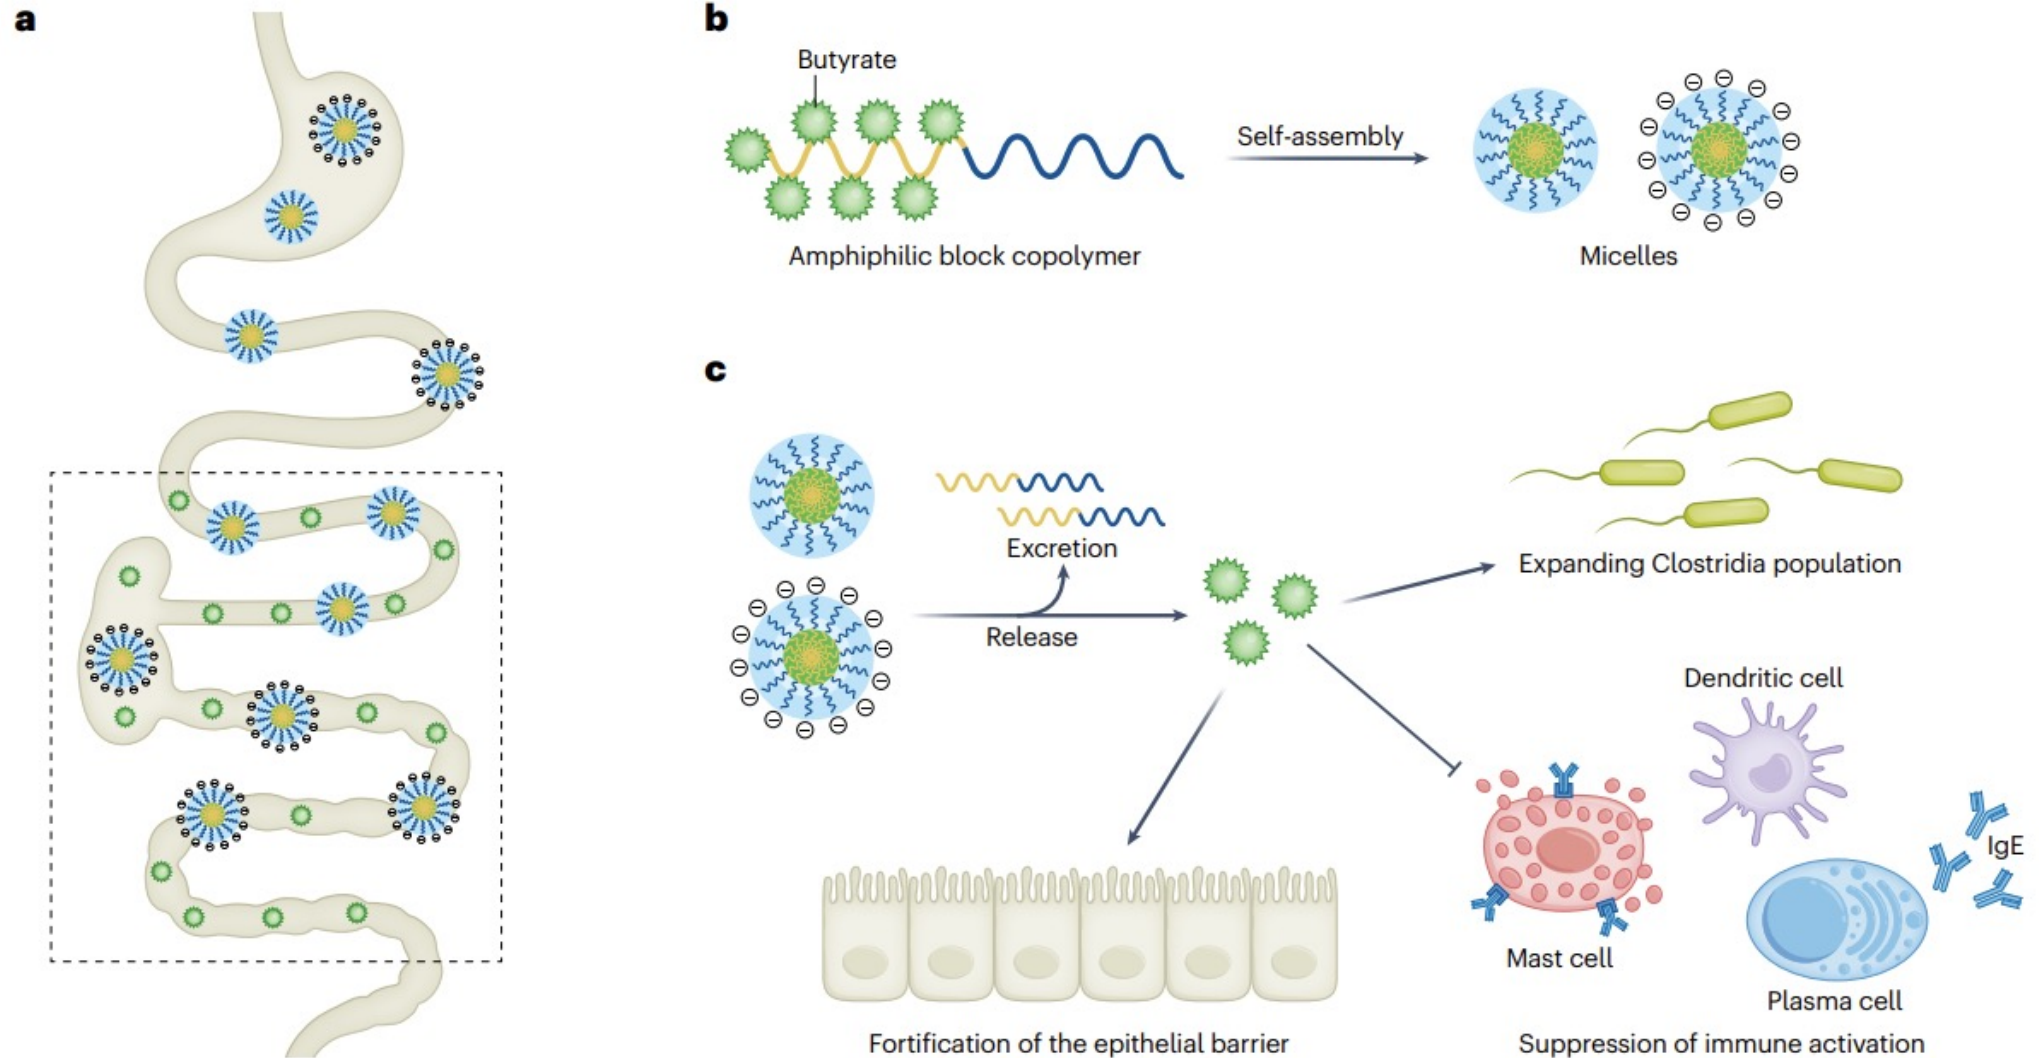 a
b
Butyrate
Self-assembly
Amphiphilic block copolymer
Micelles
c
Excretion
Release
Expanding Clostridia population
Dendritic cell
IgE
Mast cell
Plasma cell
Fortification of the epithelial barrier
Suppression of immune activation